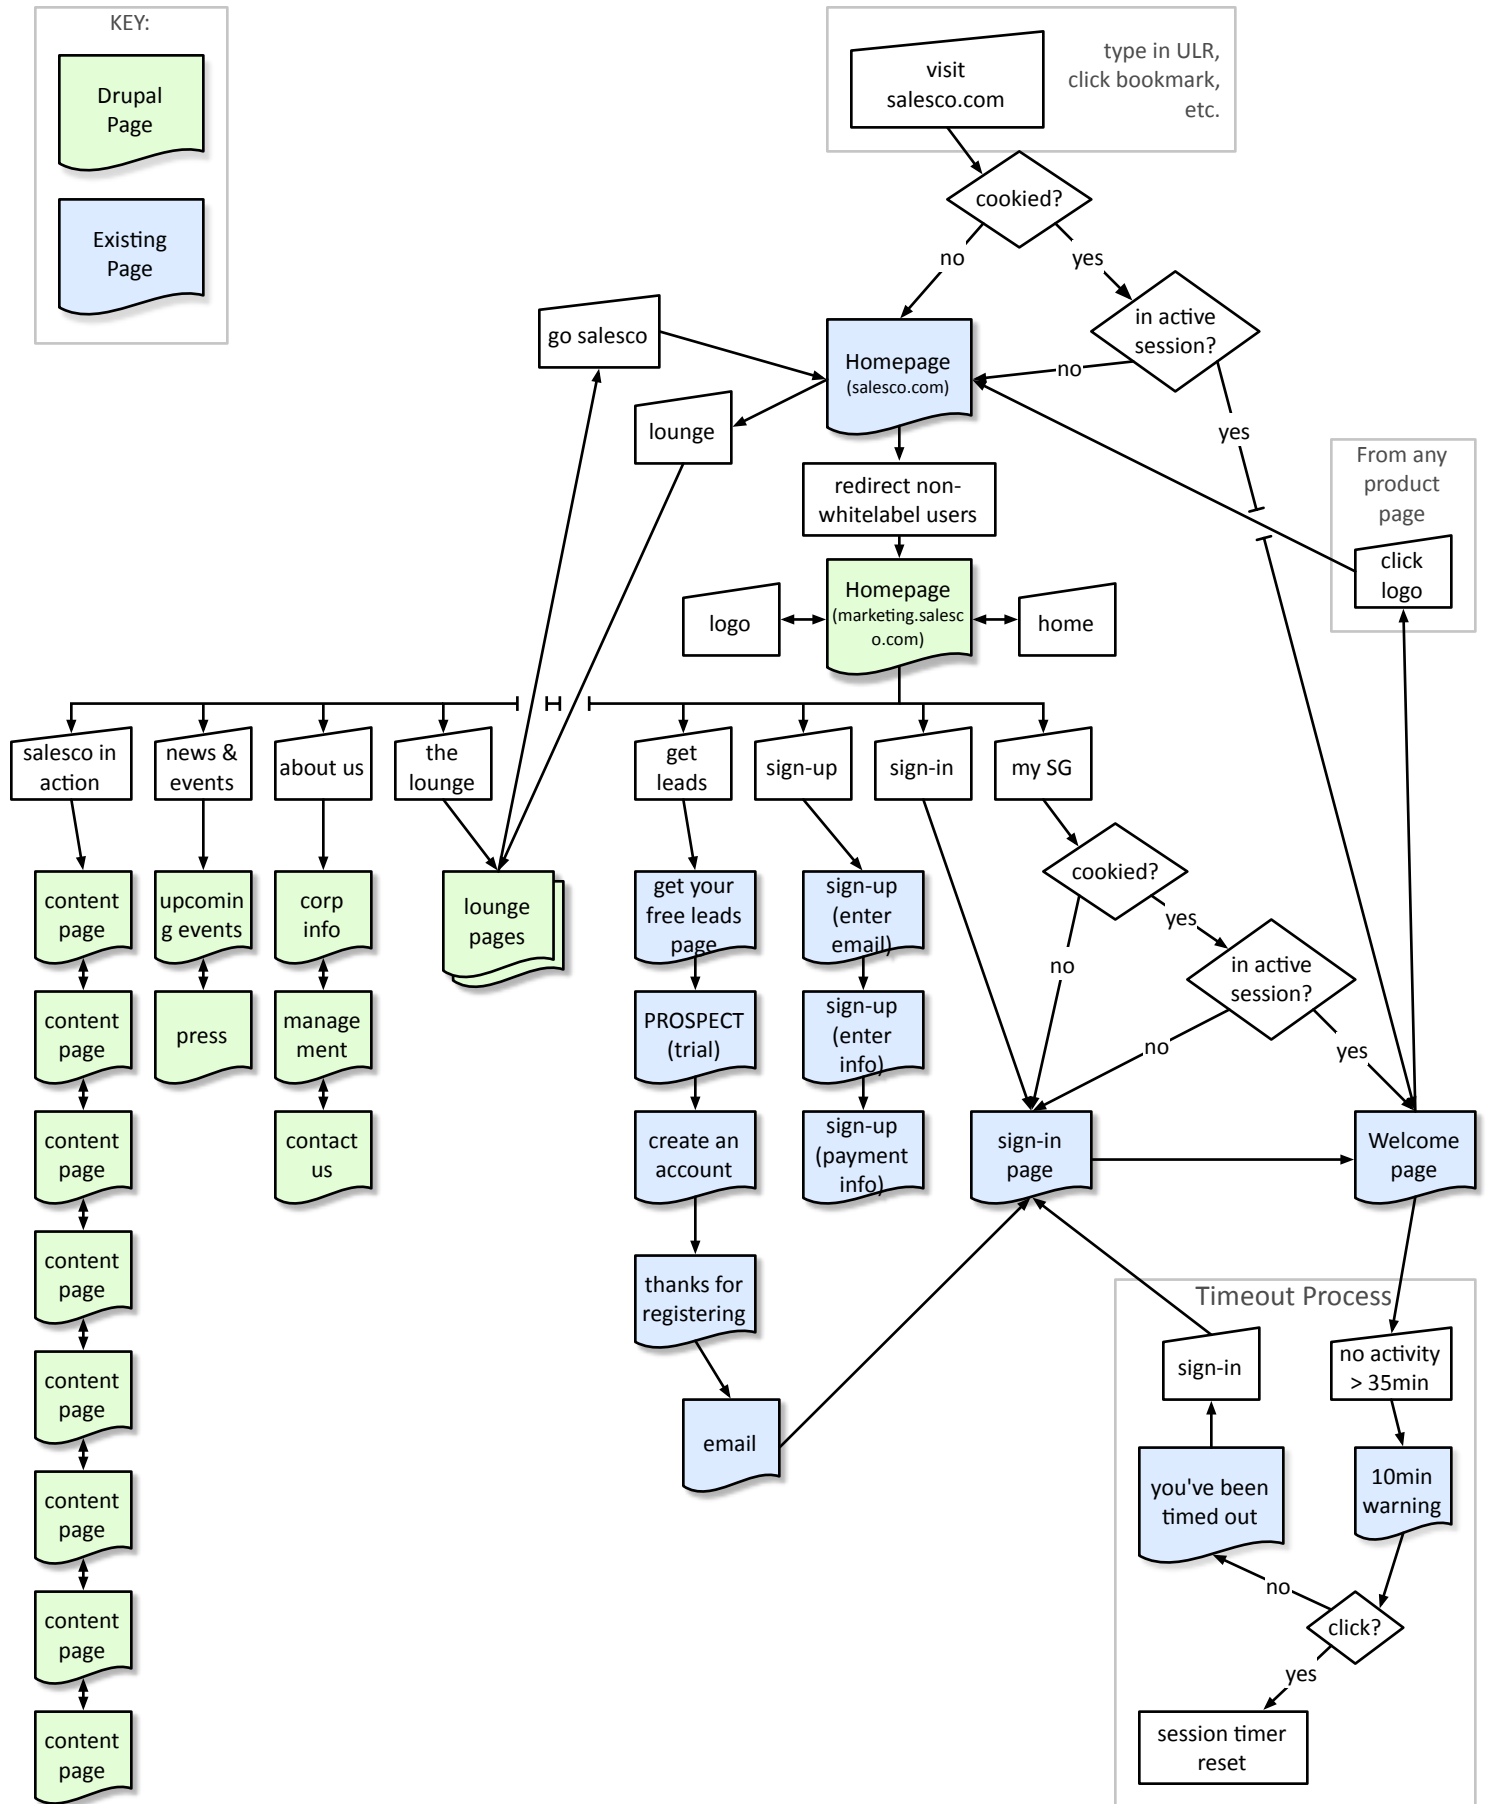 KEY:
Drupal
Page
Existing
Page
visit
salesco.com
type in ULR,
click bookmark,
etc.
cookied?
no
yes
in active
session?
no
yes
go salesco
lounge
Homepage
(salesco.com)
redirect non-
whitelabel users
From any
product
page
click
logo
logo
Homepage
(marketing.salesc
o.com)
home
salesco in
action
news &
events
about us
the
lounge
get
leads
sign-up
sign-in
my SG
content
page
upcomin
g events
corp
info
lounge
pages
get your
free leads
page
sign-up
(enter
email)
cookied?
yes
no
in active
session?
no
yes
content
page
press
manage
ment
PROSPECT
(trial)
sign-up
(enter
info)
content
page
contact
us
create an
account
sign-up
(payment
info)
sign-in
page
Welcome
page
content
page
thanks for
registering
Timeout Process
content
page
email
sign-in
no activity
> 35min
content
page
you've been
timed out
10min
warning
content
page
no
click?
yes
content
page
session timer
reset